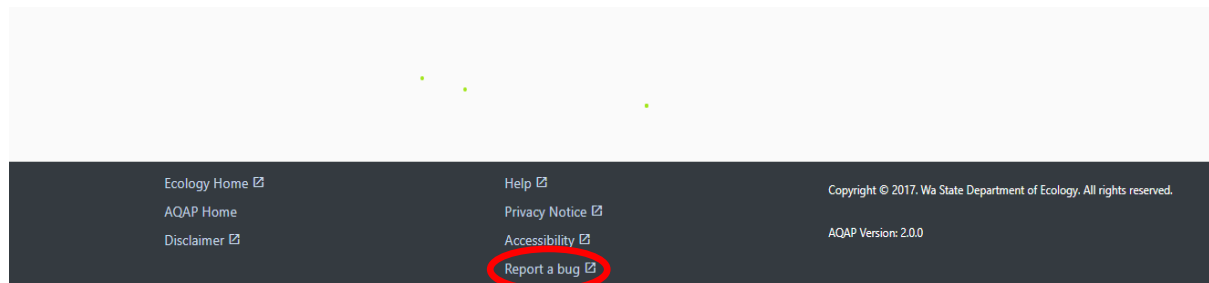 Ecology Home
AQAP Home
Disclaimer
Help
Privacy Notice
Accessibility
Report a bug
Copyright © 2017. Wa State Department of Ecology. All rights reserved.
AQAP Version: 2.0.0